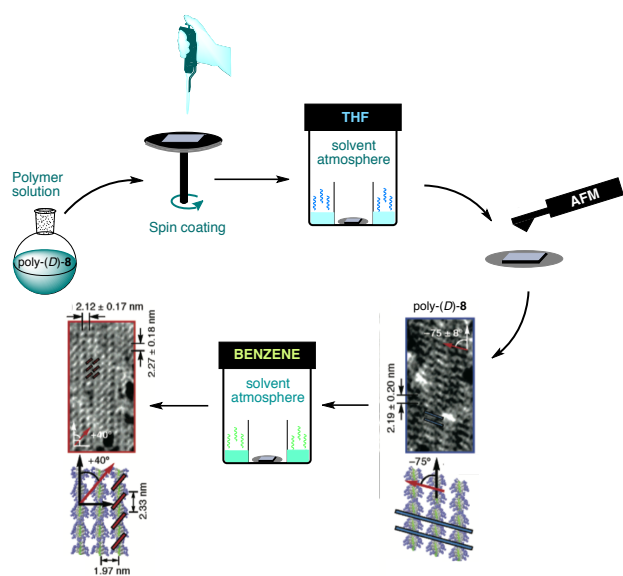 THF
solvent
atmosphere
Polymer
solution
AFM
Spin coating
poly-(D)-8
2.12 ± 0.17 nm
2.27 ± 0.18 nm
+40
+40°
2.33 nm
1.97 nm
BENZENE
solvent
atmosphere
poly-(D)-8
−75 ± 8
2.19 ± 0.20 nm
−75°